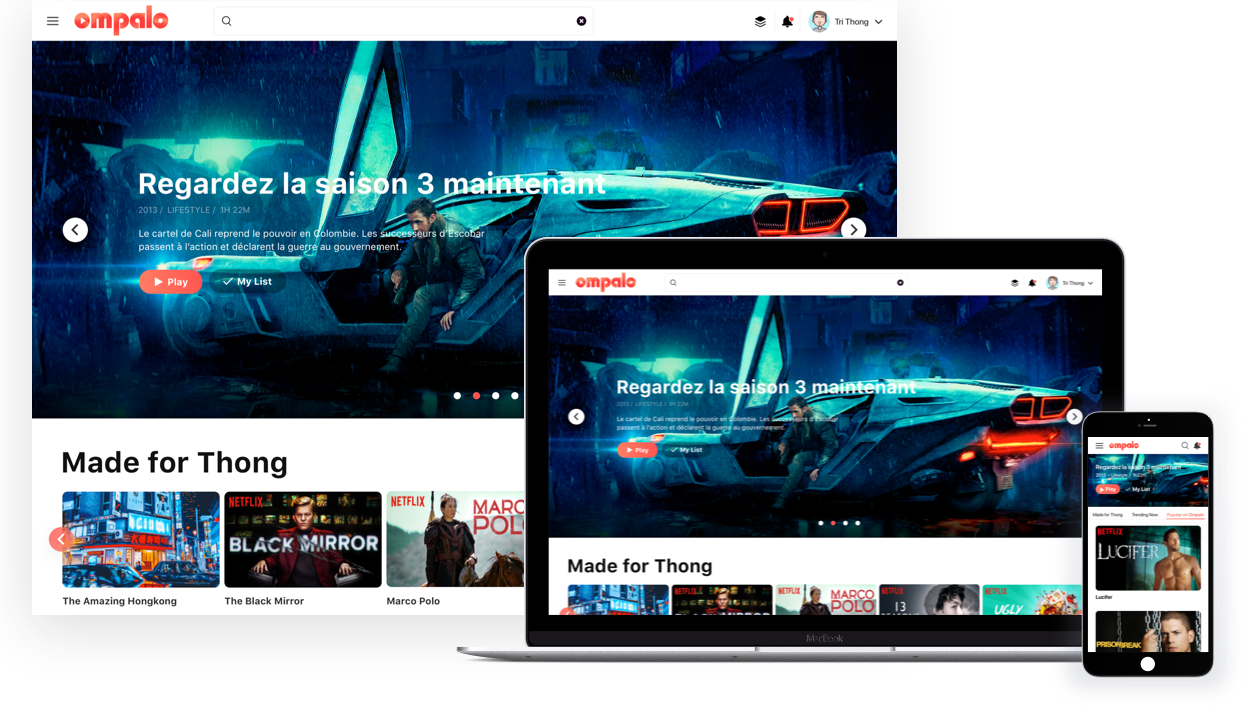 ompalo
Tri Thong
Regardez la saison 3 maintenant
2013 / LIFESTYLE / 1H 22M
Le cartel de Cali reprend le pouvoir en Colombie. Les successeurs d'Escobar
passent à l'action et déclarent la guerre au gouvernement.
Play
My List
Made for Thong
NETFLIX
BLACK MIRROR
NETFLIX
MARCO
POLO
The Amazing Hongkong
The Black Mirror
Marco Polo
ompalo
Tri Thong
Regardez la saison 3 maintenant
2013 / LIFESTYLE / 1H 22M
Le cartel de Cali reprend le pouvoir en Colombie. Les successeurs d'Escobar
passent à l'action et déclarent la guerre au gouvernement.
Play
My List
Made for Thong
NETFLIX
NETFLIX
MARCO
POLO
NETFLIX
13
NETFLIX
UGLY
MacBook
ompalo
Regardez la saison 3 maintenant
2013 / Lifestyle / 1h22m
Play
My List
Made for Thong
Trending Now
Popular on Ompalo
NETFLIX
LUCIFER
Lucifer
PRISON BREAK